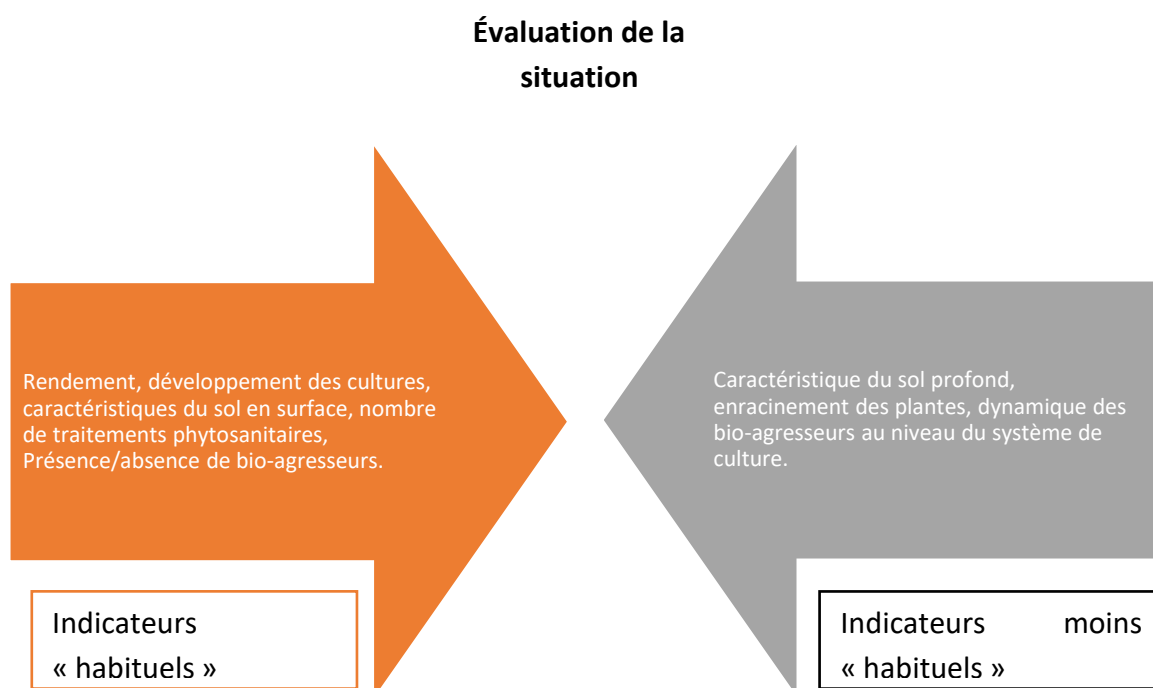 Évaluation de la
situation
Rendement, développement des cultures,
caractéristiques du sol en surface, nombre
de traitements phytosanitaires,
Présence/absence de bio-agresseurs.
Caractéristique du sol profond,
enracinement des plantes, dynamique des
bio-agresseurs au niveau du système de
culture.
Indicateurs
« habituels »
Indicateurs moins
« habituels »